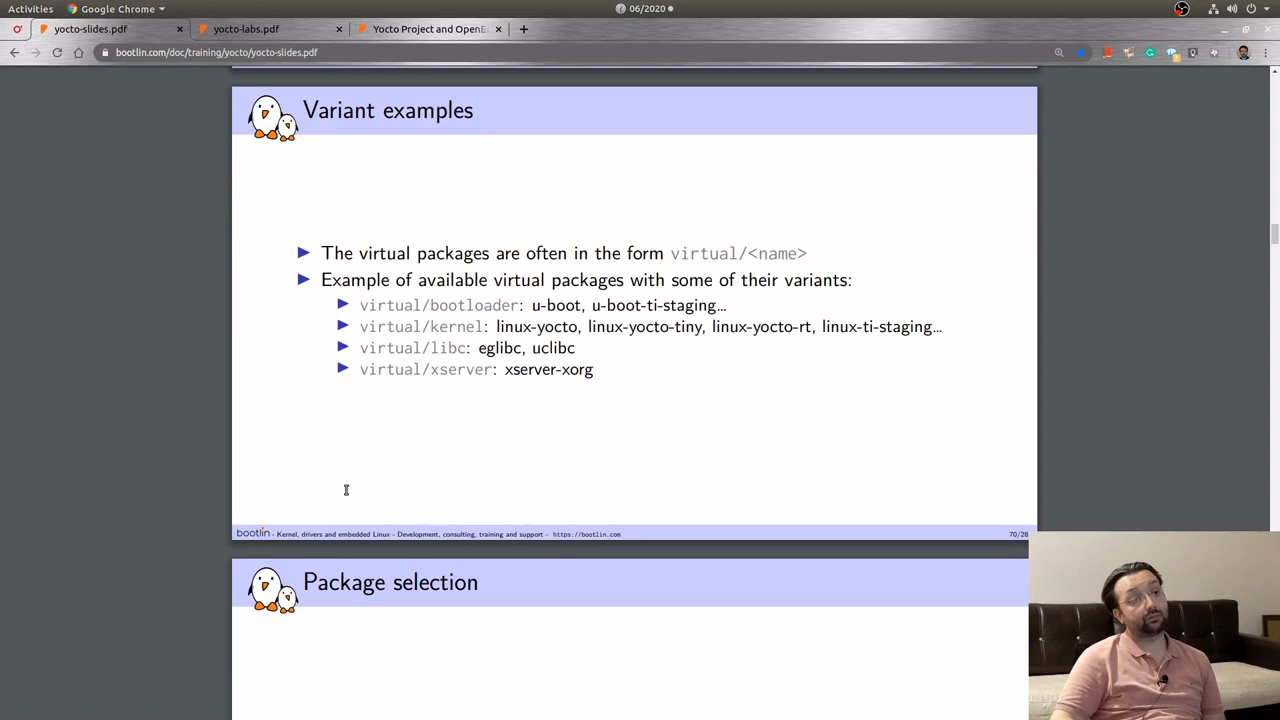 Activities
Google Chrome
06/2020
yocto-slides.pdf
yocto-labs.pdf
Yocto Project and OpenE
bootlin.com/doc/training/yocto/yocto-slides.pdf
Variant examples
The virtual packages are often in the form virtual/<name>
Example of available virtual packages with some of their variants:
virtual/bootloader: u-boot, u-boot-ti-staging…
virtual/kernel: linux-yocto, linux-yocto-tiny, linux-yocto-rt, linux-ti-staging…
virtual/libc: eglibc, uclibc
virtual/xserver: xserver-xorg
bootlin - Kernel, drivers and embedded Linux - Development, consulting, training and support - https://bootlin.com
70/28
Package selection